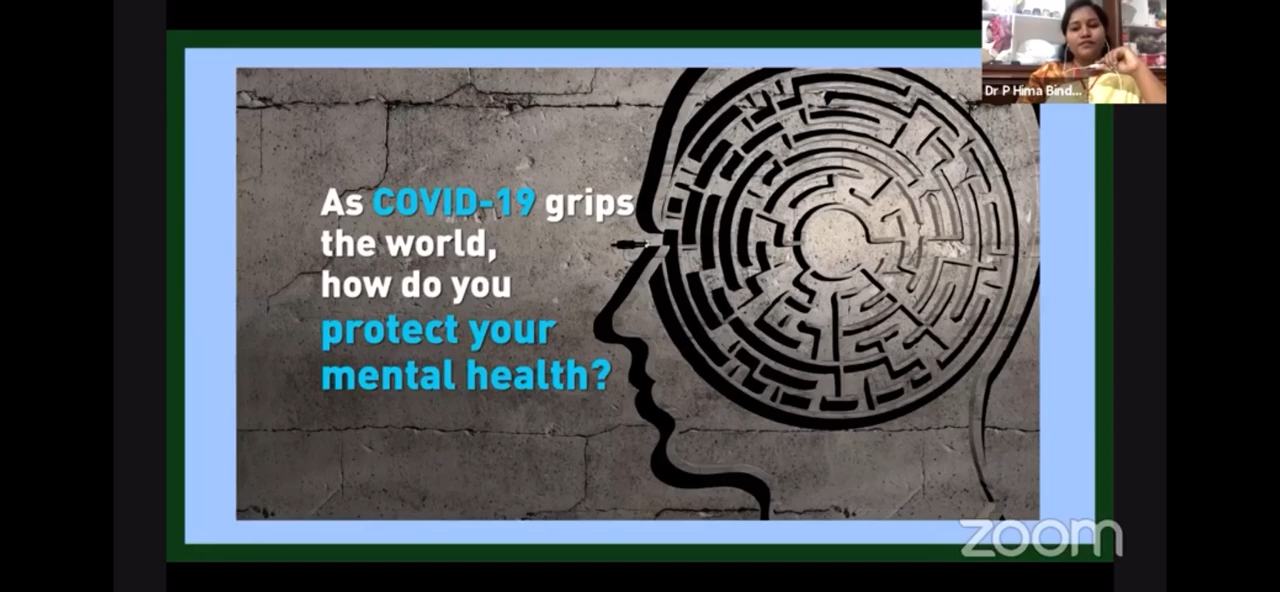 Dr P Hima Bind...
As COVID-19 grips
the world,
how do you
protect your
mental health?
zoom